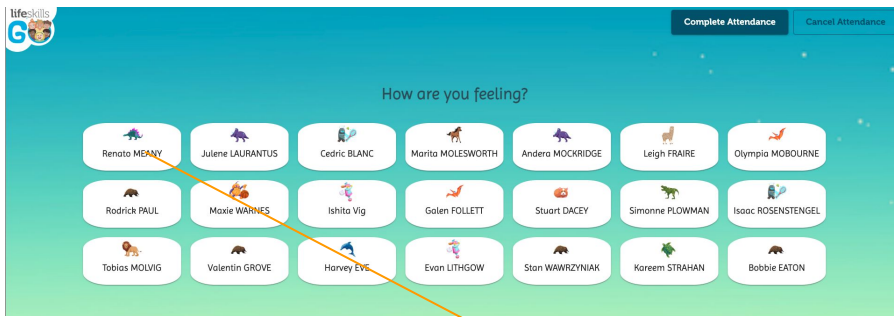 lifeskills
GO
Complete Attendance
Cancel Attendance
How are you feeling?
Renato MEANY
Julene LAURANTUS
Cedric BLANC
Marita MOLESWORTH
Andera MOCKRIDGE
Leigh FRAIRE
Olympia MOBOURNE
Rodrick PAUL
Maxie WARNES
Ishita Vig
Galen FOLLETT
Stuart DACEY
Simonne PLOWMAN
Isaac ROSENSTENGEL
Tobias MOLVIG
Valentin GROVE
Harvey EVE
Evan LITHGOW
Stan WAWRZYNIAK
Kareem STRAHAN
Bobbie EATON